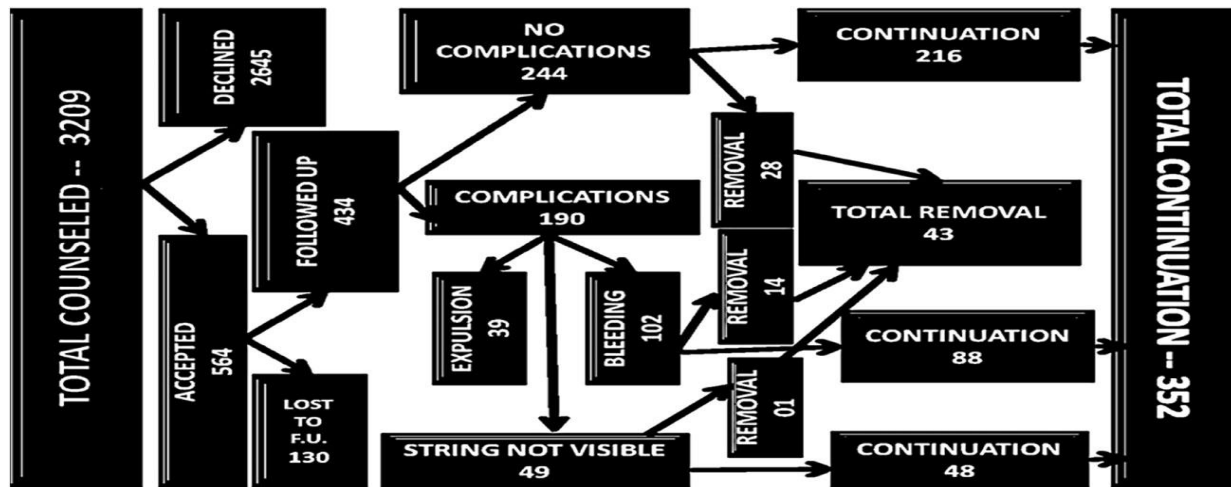 TOTAL COUNSELED -- 3209
DECLINED
2645
ACCEPTED
564
FOLLOWED UP
434
LOST
TO
F.U.
130
NO
COMPLICATIONS
244
COMPLICATIONS
190
EXPULSION
39
BLEEDING
102
STRING NOT VISIBLE
49
REMOVAL
28
REMOVAL
14
REMOVAL
01
CONTINUATION
216
TOTAL REMOVAL
43
CONTINUATION
88
CONTINUATION
48
TOTAL CONTINUATION -- 352